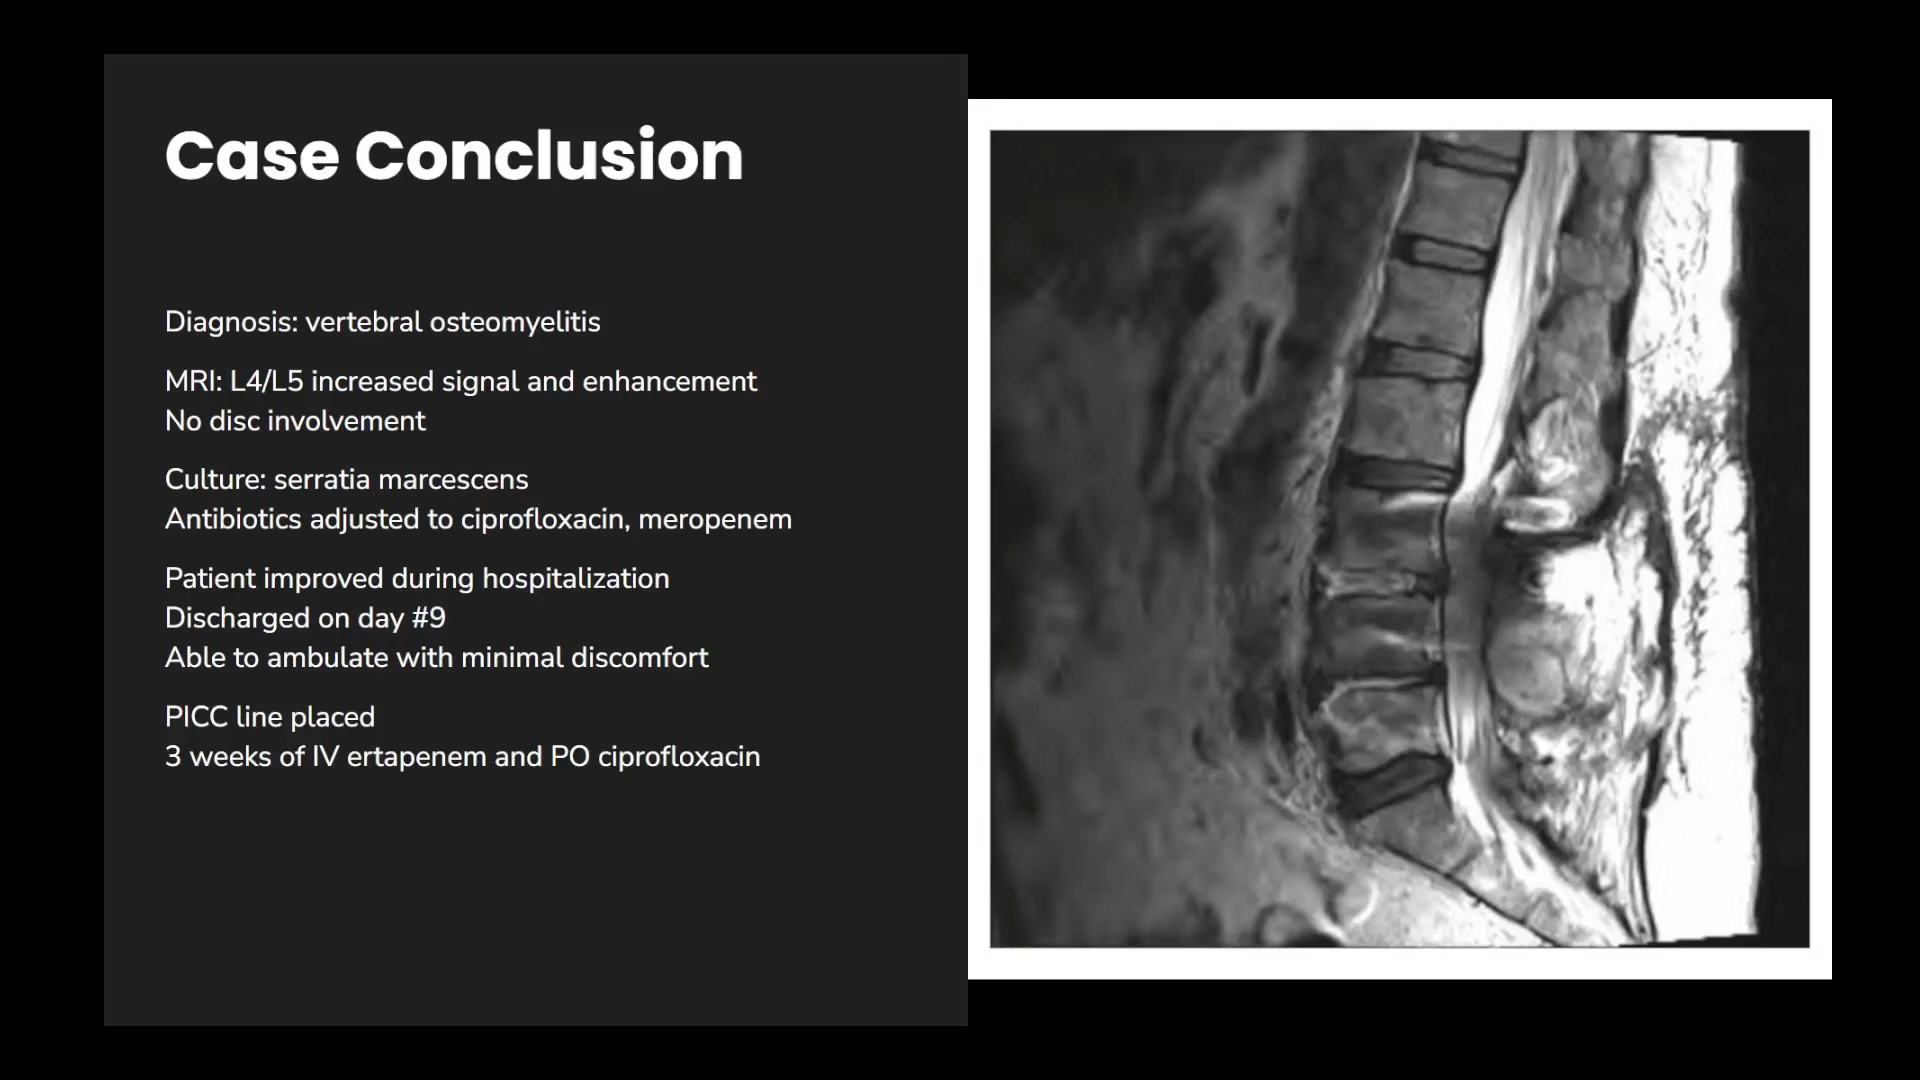 Case Conclusion
Diagnosis: vertebral osteomyelitis
MRI: L4/L5 increased signal and enhancement
No disc involvement
Culture: serratia marcescens
Antibiotics adjusted to ciprofloxacin, meropenem
Patient improved during hospitalization
Discharged on day #9
Able to ambulate with minimal discomfort
PICC line placed
3 weeks of IV ertapenem and PO ciprofloxacin